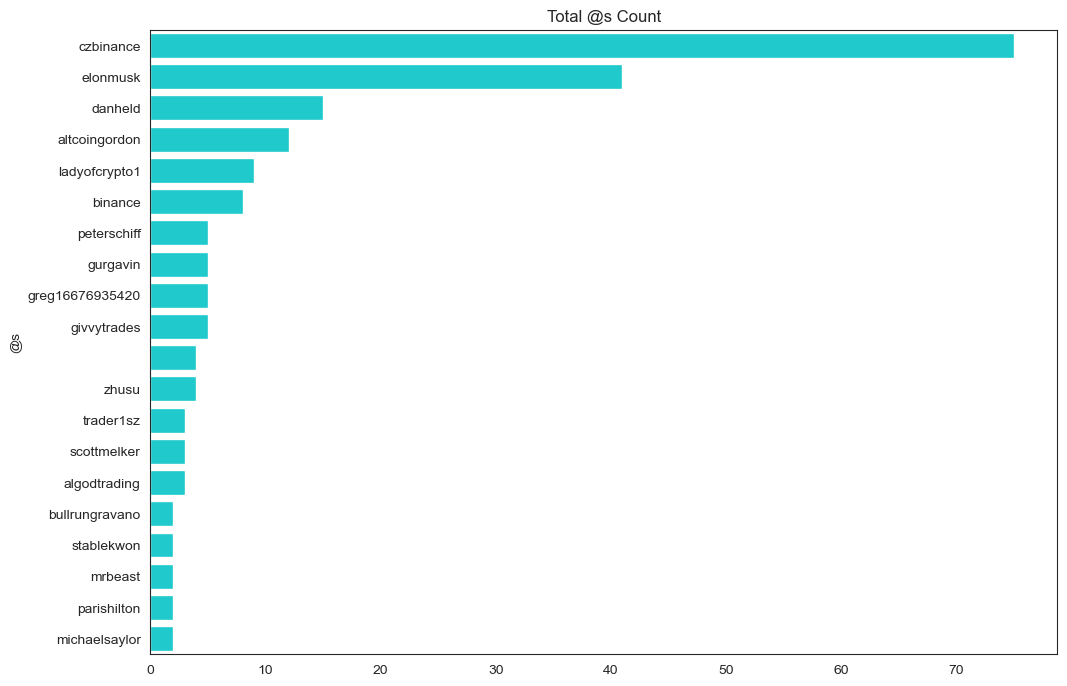 Total @s Count
czbinance
elonmusk
danheld
altcoingordon
ladyofcrypto1
binance
peterschiff
gurgavin
greg16676935420
givvytrades
@s
zhusu
trader1sz
scottmelker
algodtrading
bullrungravano
stablekwon
mrbeast
parishilton
michaelsaylor
0 10 20 30 40 50 60 70